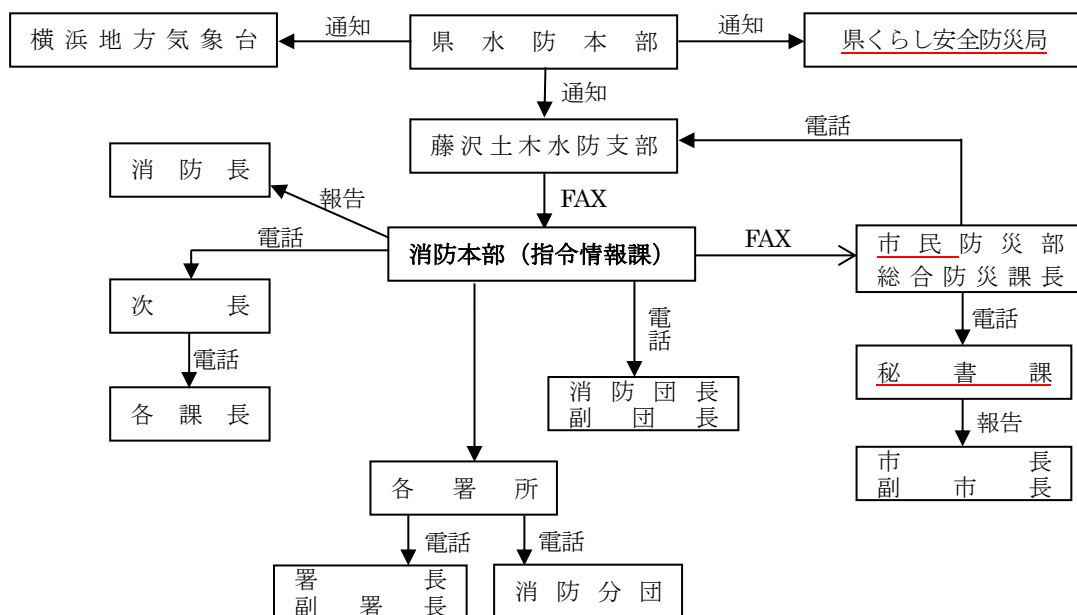 横浜地方気象台
通知
県水防本部
通知
県くらし安全防災局
通知
藤沢土木水防支部
電話
消防長
報告
FAX
電話
消防本部（指令情報課）
FAX
市民防災部
総合防災課長
次長
電話
電話
電話
秘書課
各課長
消防団長
副団長
報告
市長
副市長
各署所
電話
電話
署長
副署長
消防分団